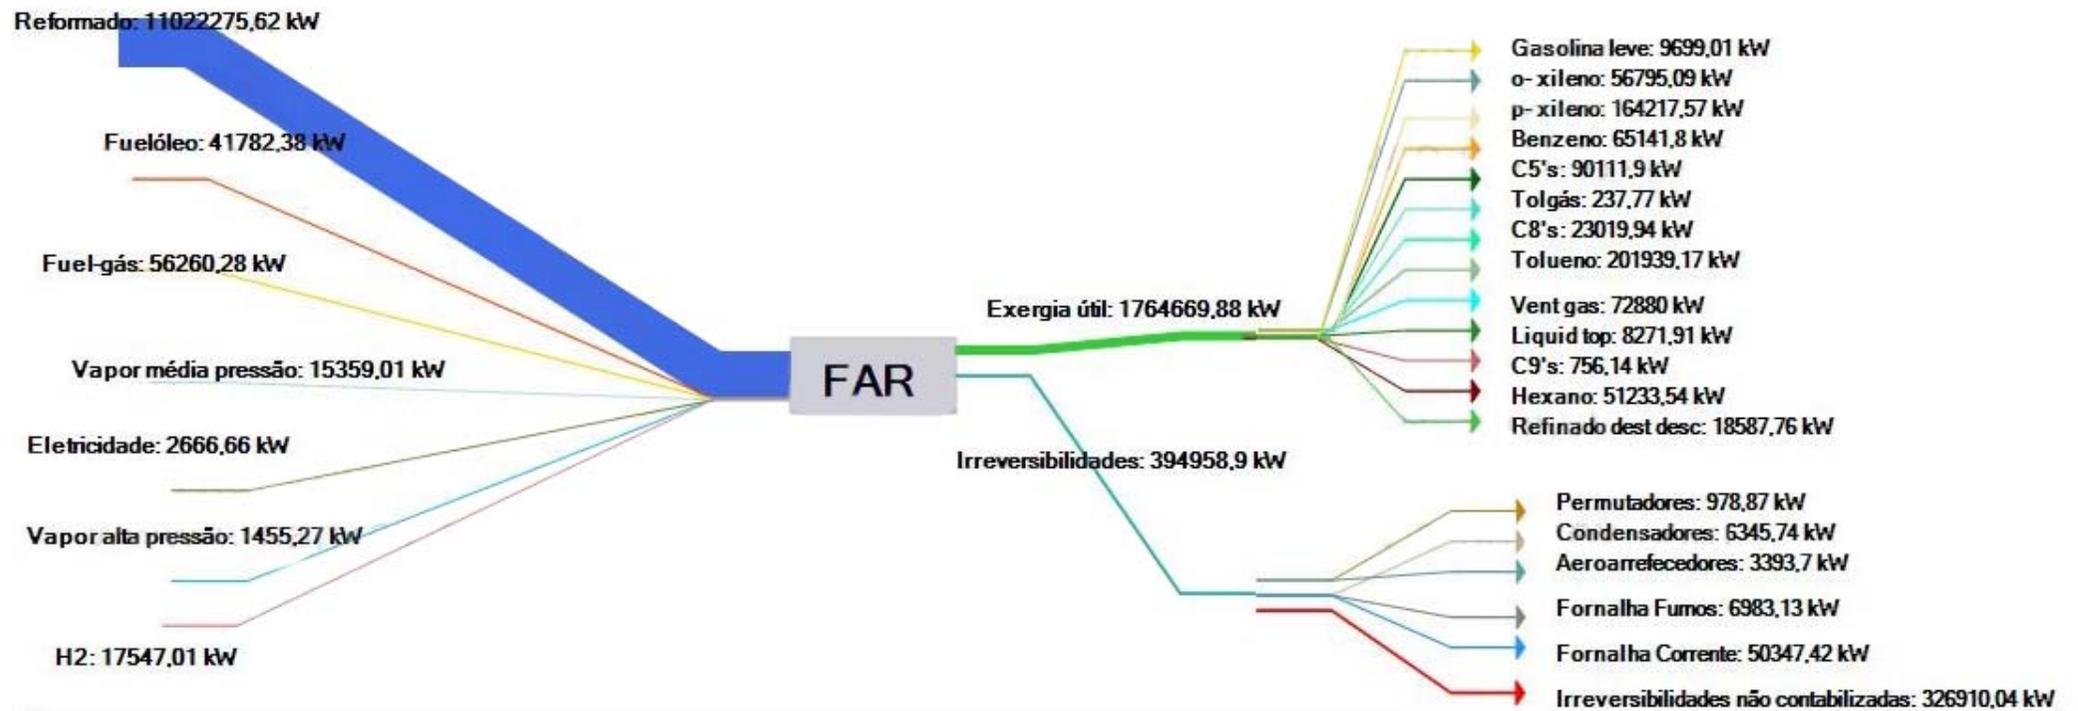 Reformado: 11022275,62 kW
Fuelóleo: 41782,38 kW
Fuel-gás: 56260,28 kW
Vapor média pressão: 15359,01 kW
Eletricidade: 2666,66 kW
Vapor alta pressão: 1455,27 kW
H2: 17547,01 kW
FAR
Exergia útil: 1764669,88 kW
Irreversibilidades: 394958,9 kW
Gasolina leve: 9699,01 kW
o- xileno: 56795,09 kW
p- xileno: 164217,57 kW
Benzeno: 65141,8 kW
C5's: 90111,9 kW
Tolgás: 237,77 kW
C8's: 23019,94 kW
Tolueno: 201939,17 kW
Vent gas: 72880 kW
Liquid top: 8271,91 kW
C9's: 756,14 kW
Hexano: 51233,54 kW
Refinado dest desc: 18587,76 kW
Permutadores: 978,87 kW
Condensadores: 6345,74 kW
Aeroarrefecedores: 3393,7 kW
Fornalha Fumos: 6983,13 kW
Fornalha Corrente: 50347,42 kW
Irreversibilidades não contabilizadas: 326910,04 kW